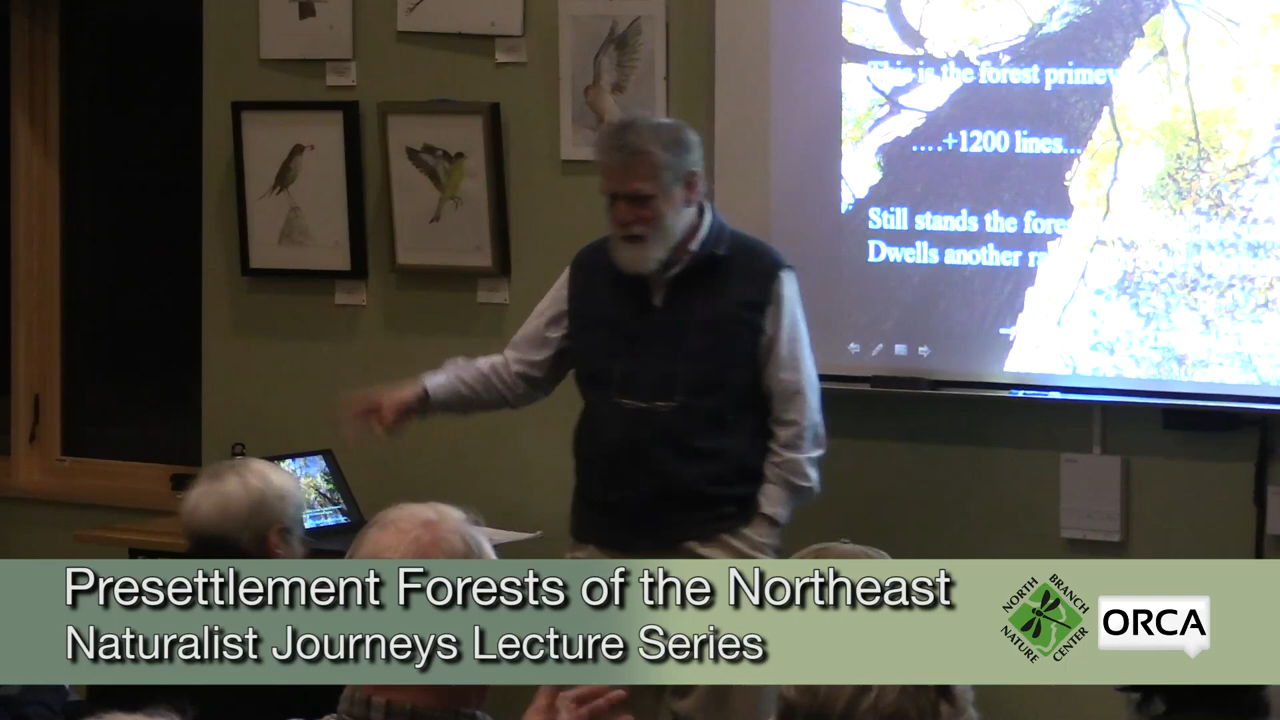 This is the forest primev
....+1200 lines...
Still stands the fore
Dwells another ra
Presettlement Forests of the Northeast
Naturalist Journeys Lecture Series
NORTH BRANCH
NATURE CENTER
ORCA